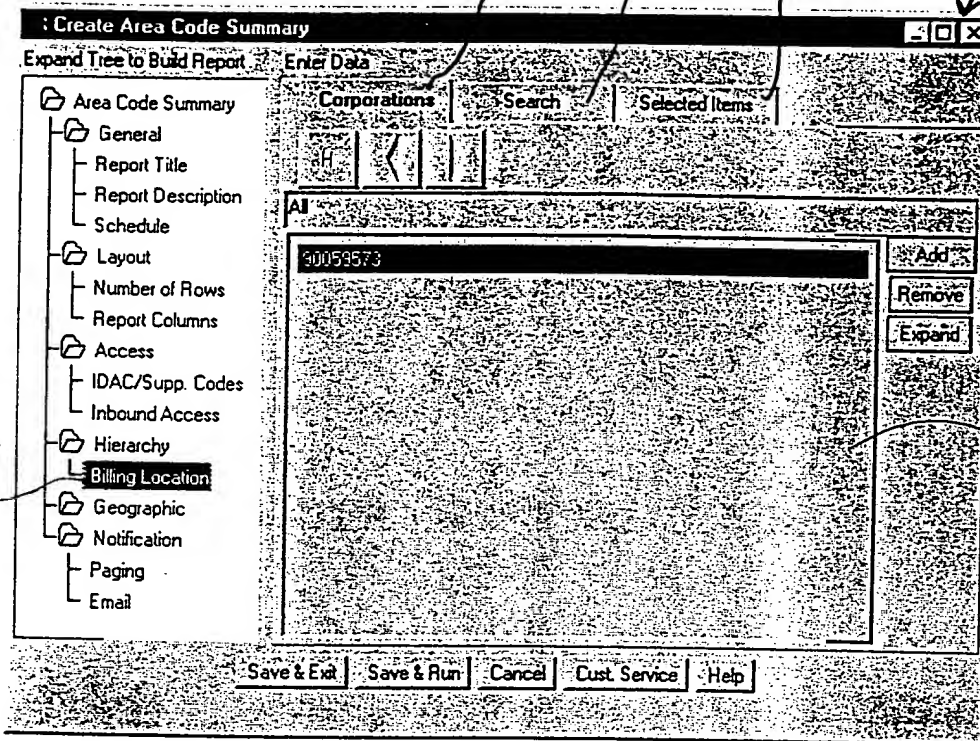 : Create Area Code Summary
Expand Tree to Build Report
Enter Data
Area Code Summary
General
Report Title
Report Description
Schedule
Layout
Number of Rows
Report Columns
Access
IDAC/Supp. Codes
Inbound Access
Hierarchy
Billing Location
Geographic
Notification
Paging
Email
Corporations
Search
Selected Items
H
All
90059573
Add
Remove
Expand
Save & Exit
Save & Run
Cancel
Cust. Service
Help